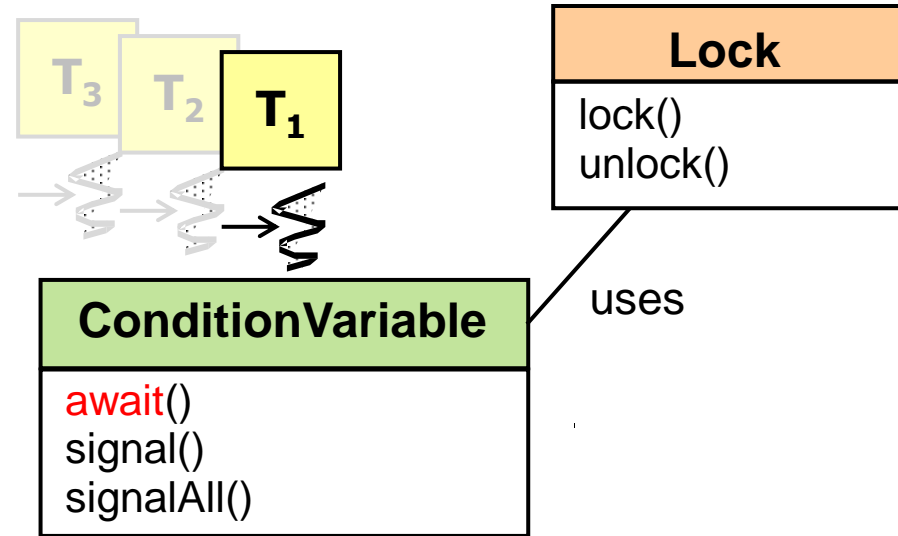 T3
T2
T1
Lock
lock()
unlock()
uses
ConditionVariable
await()
signal()
signalAll()